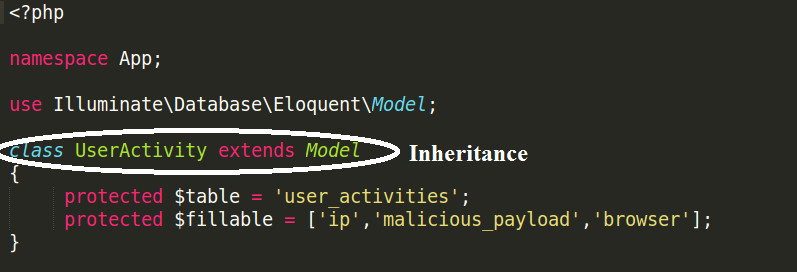 <?php
namespace App;
use Illuminate\Database\Eloquent\Model;
class UserActivity extends Model Inheritance
{
protected $table = 'user_activities';
protected $fillable = ['ip','malicious_payload','browser'];
}